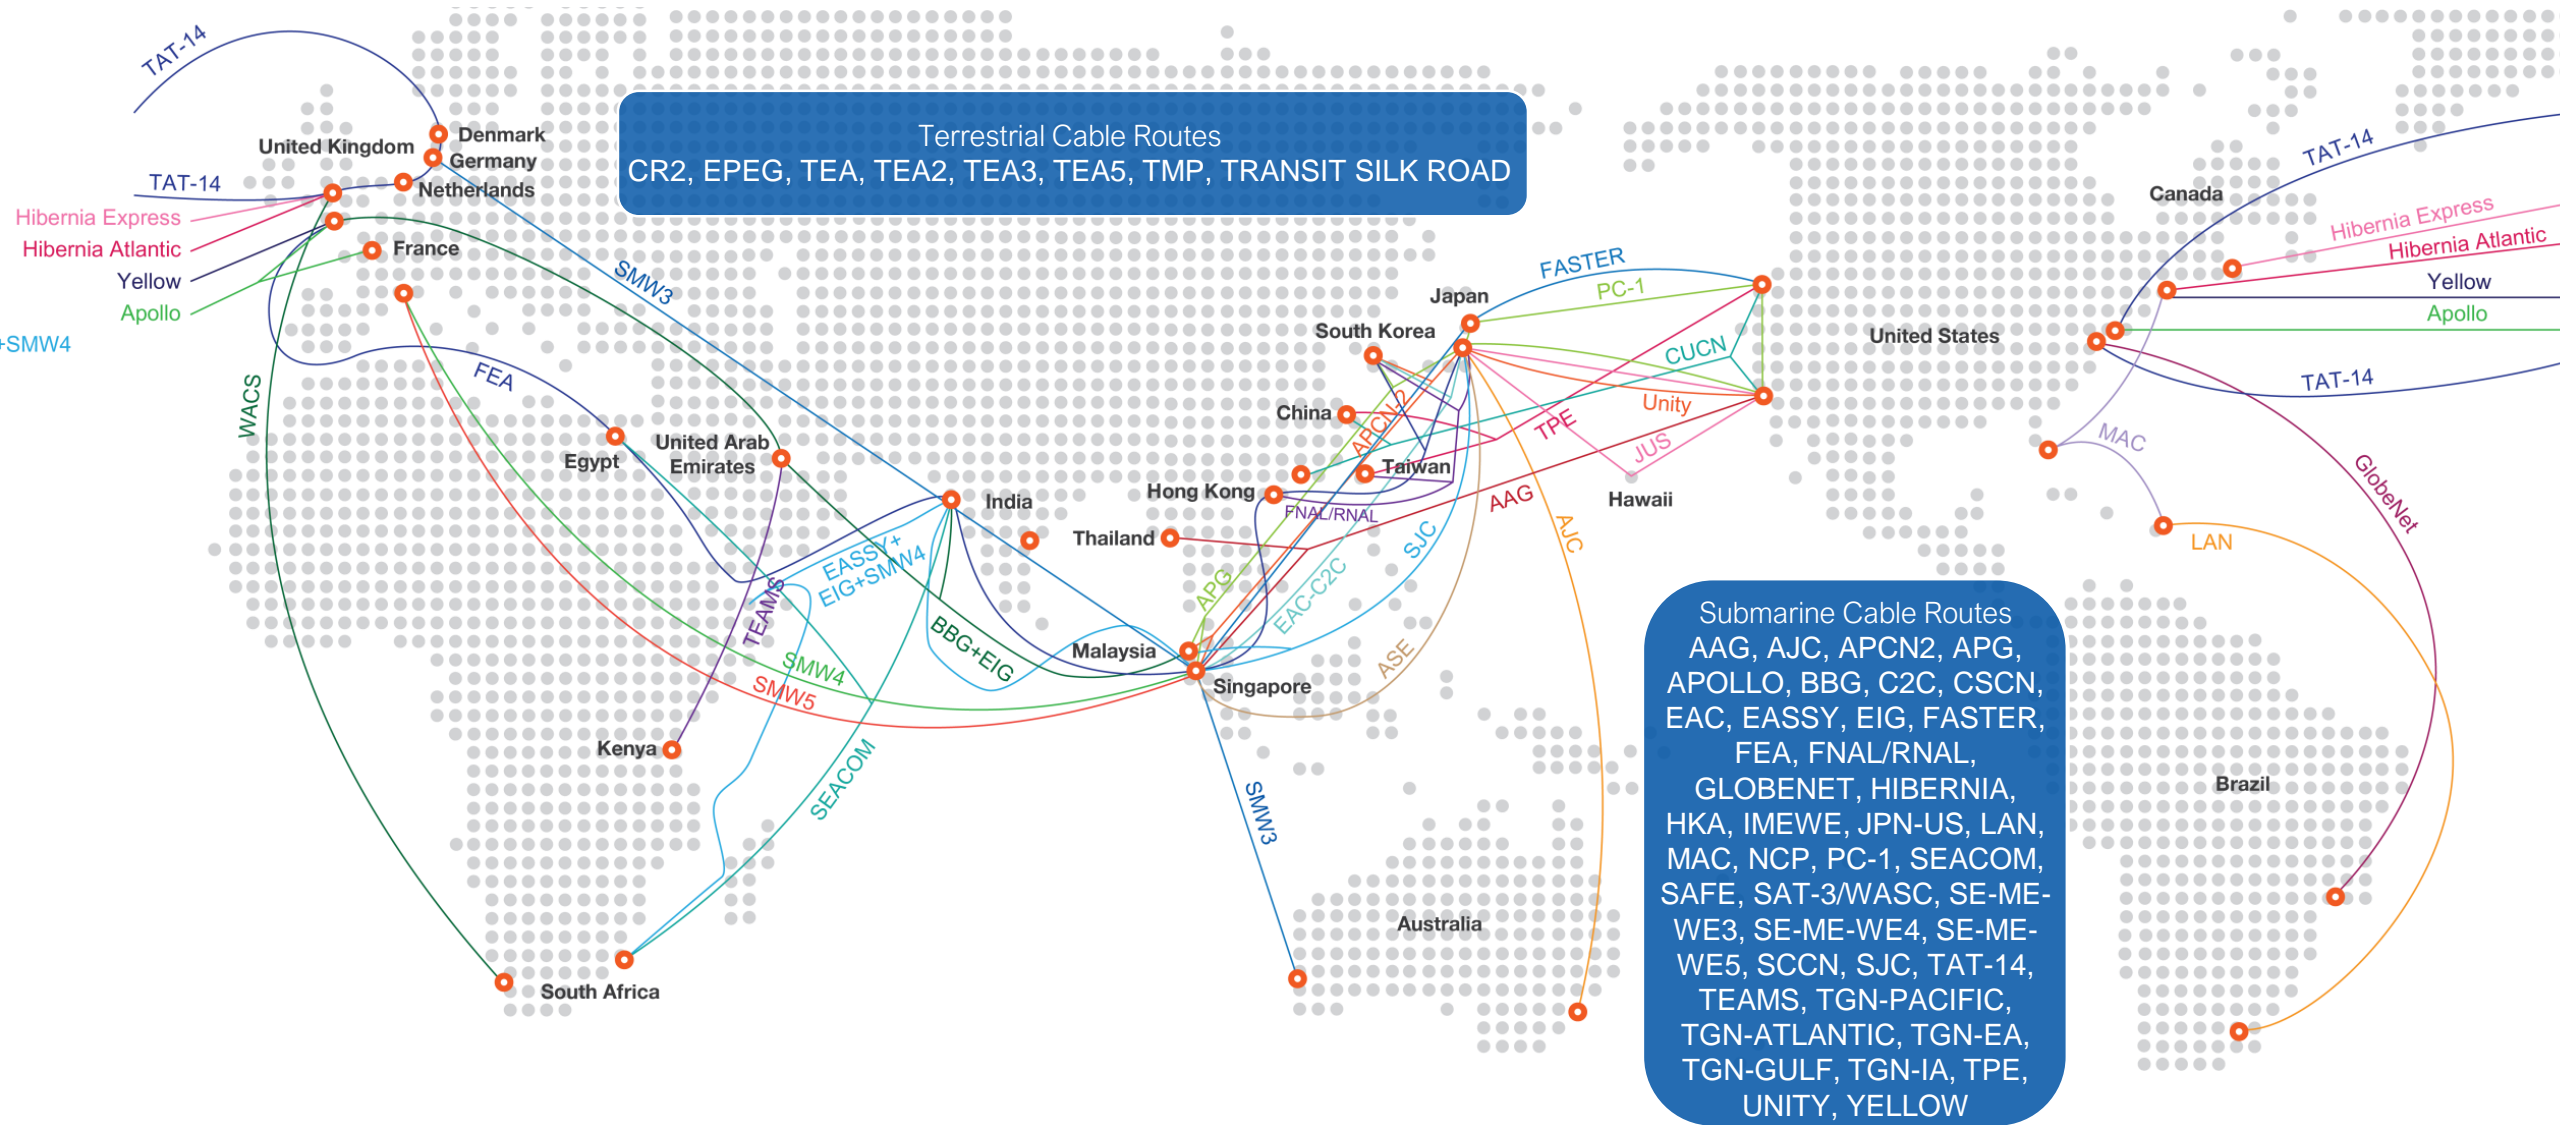 TAT-14
Denmark
United Kingdom
Germany
TAT-14
Netherlands
Hibernia Express
Hibernia Atlantic
France
Yellow
Apollo
+SMW4
WACS
FEA
SMW3
Terrestrial Cable Routes
CR2, EPEG, TEA, TEA2, TEA3, TEA5, TMP, TRANSIT SILK ROAD
Egypt
United Arab
Emirates
India
EASSY+
EIG+SMW4
TEAMS
BBG+EIG
SMW4
SMW5
SEACOM
Kenya
South Africa
FASTER
PC-1
Japan
South Korea
CUCN
China
APCN-2
Unity
TPE
JUS
Taiwan
Hong Kong
FNAL/RNAL
AAG
Hawaii
Thailand
SJC
AJC
APG
EAC-C2C
ASE
Malaysia
Singapore
SMW3
Australia
United States
Canada
TAT-14
Hibernia Express
Hibernia Atlantic
Yellow
Apollo
TAT-14
MAC
GlobeNet
LAN
Brazil
Submarine Cable Routes
AAG, AJC, APCN2, APG,
APOLLO, BBG, C2C, CSCN,
EAC, EASSY, EIG, FASTER,
FEA, FNAL/RNAL,
GLOBENET, HIBERNIA,
HKA, IMEWE, JPN-US, LAN,
MAC, NCP, PC-1, SEACOM,
SAFE, SAT-3/WASC, SE-ME-
WE3, SE-ME-WE4, SE-ME-
WE5, SCCN, SJC, TAT-14,
TEAMS, TGN-PACIFIC,
TGN-ATLANTIC, TGN-EA,
TGN-GULF, TGN-IA, TPE,
UNITY, YELLOW